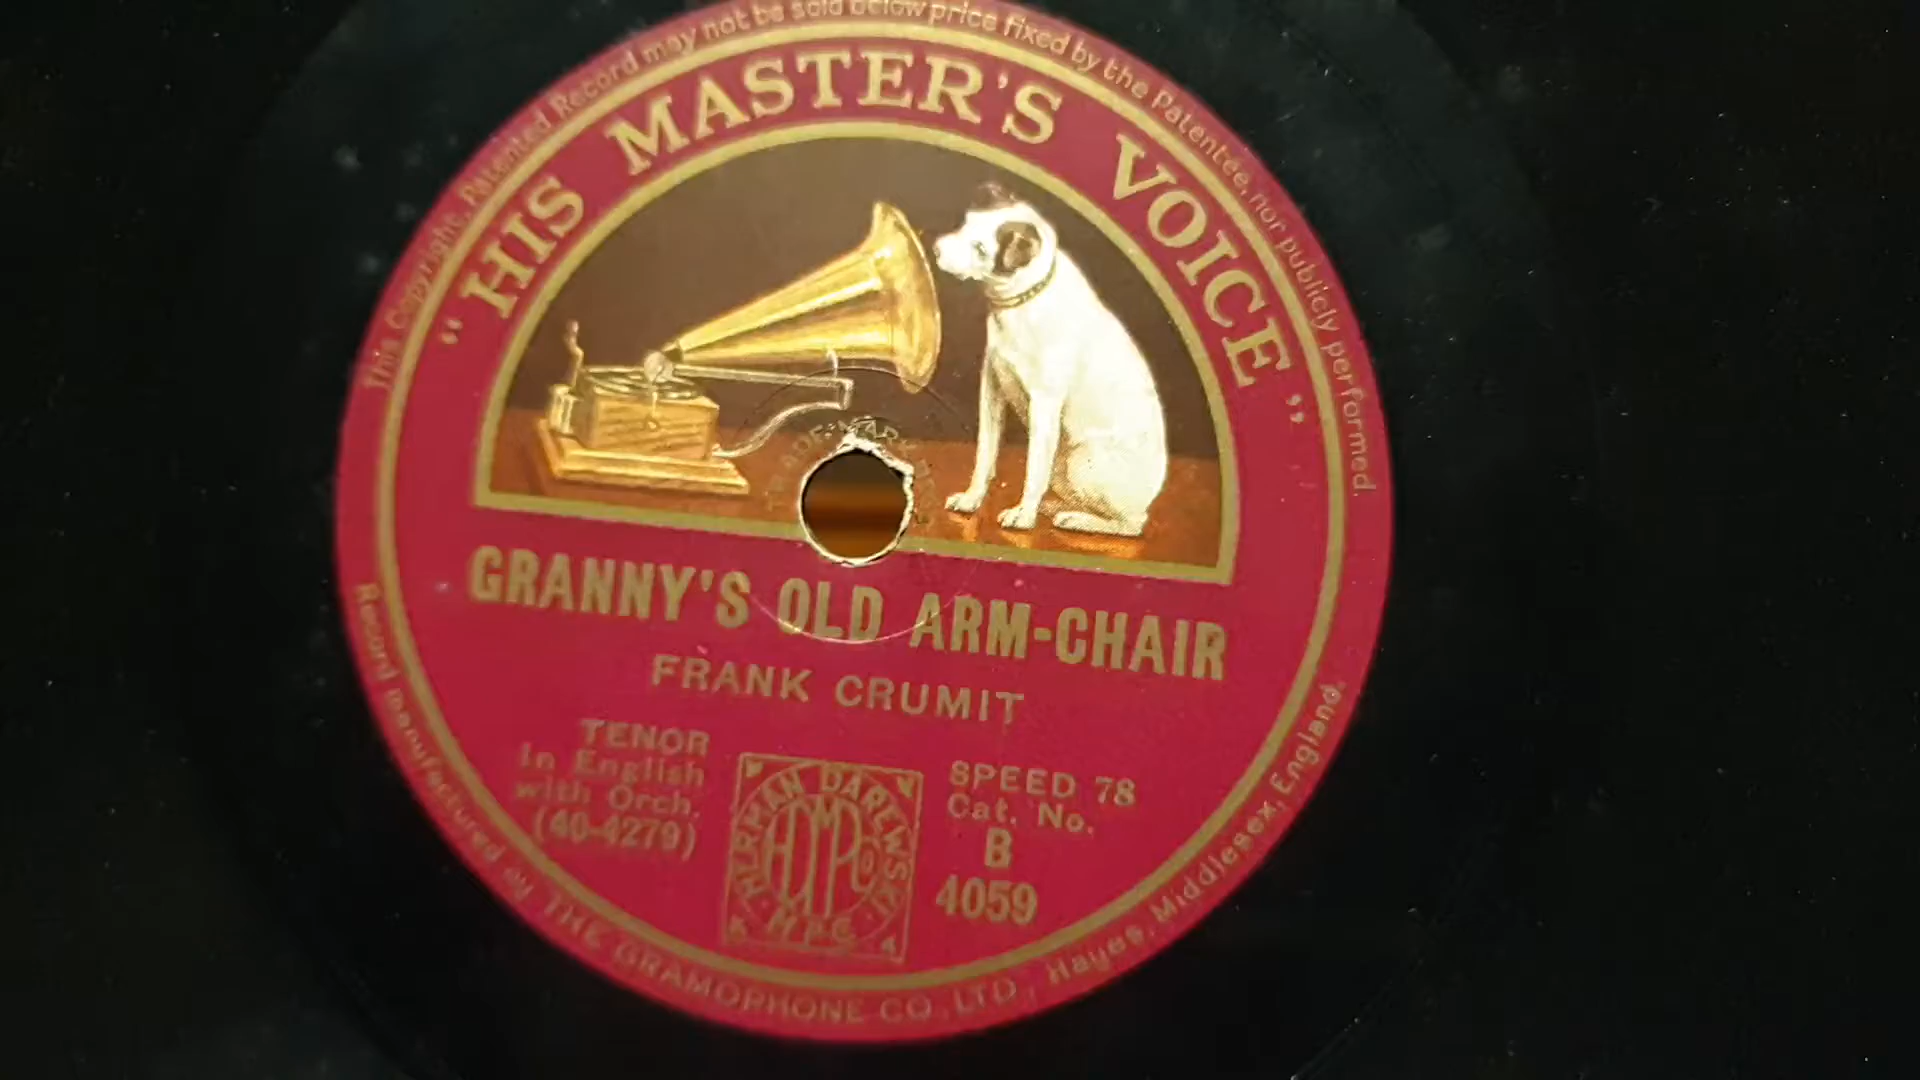 This Copyright, Patented Record may not be sold below price fixed by the Patentee, nor publicly performed.
“HIS MASTER'S VOICE”
TRADE-MARK
GRANNY'S OLD ARM-CHAIR
FRANK CRUMIT
TENOR
In English
with Orch.
(40-4279)
HERMAN DAREWSKI
M P C
SPEED 78
Cat. No.
B
4059
Record manufactured by THE GRAMOPHONE CO., LTD., Hayes, Middlesex, England.